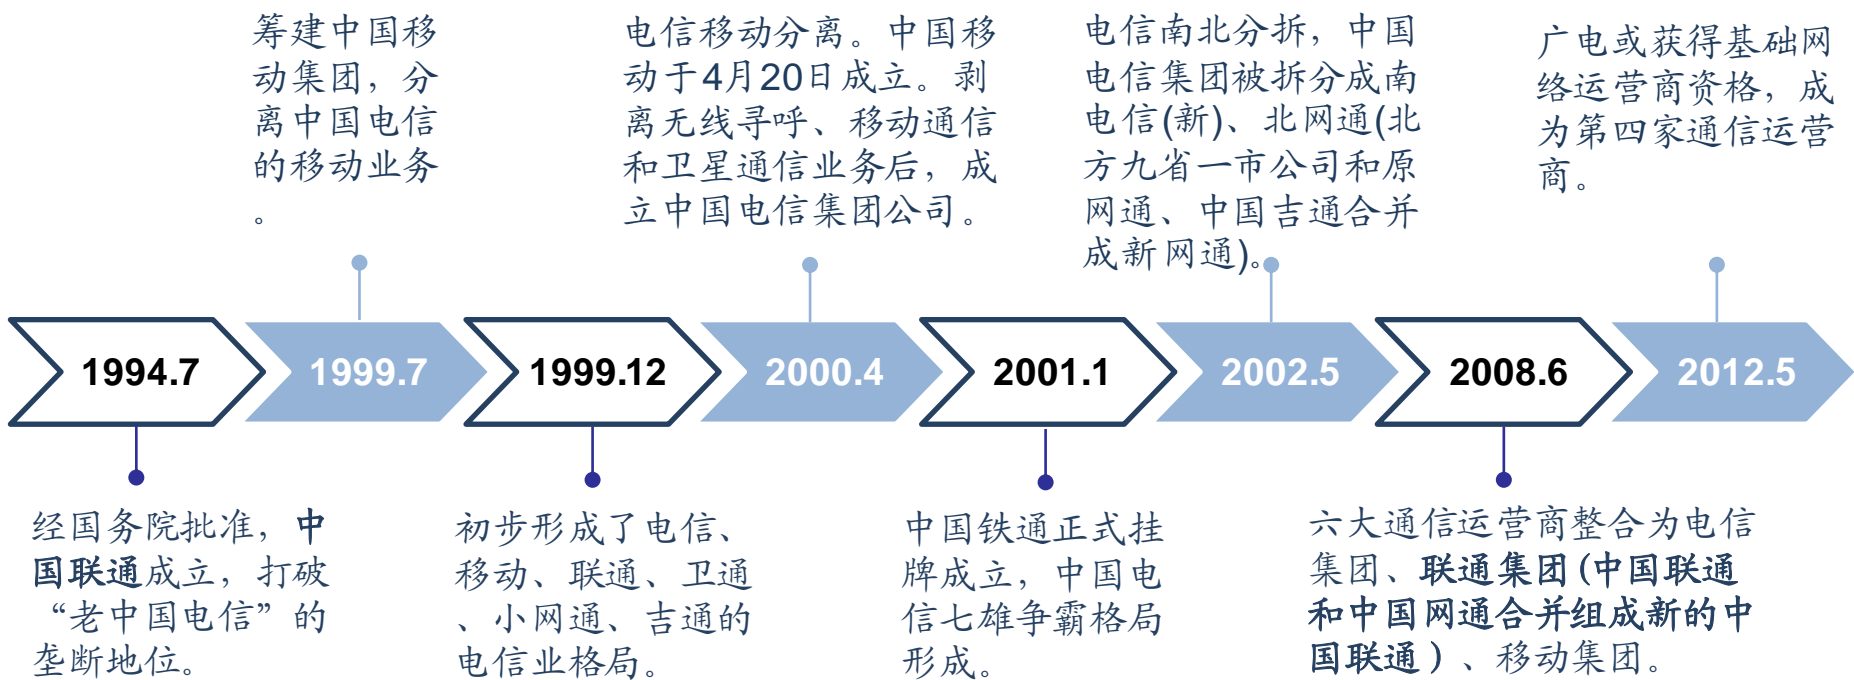 筹建中国移
动集团，分
离中国电信
的移动业务
。
电信移动分离。中国移
动于4月20日成立。剥
离无线寻呼、移动通信
和卫星通信业务后，成
立中国电信集团公司。
电信南北分拆，中国
电信集团被拆分成南
电信(新)、北网通(北
方九省一市公司和原
网通、中国吉通合并
成新网通)。
广电或获得基础网
络运营商资格，成
为第四家通信运营
商。
1994.7
1999.7
1999.12
2000.4
2001.1
2002.5
2008.6
2012.5
经国务院批准，中
国联通成立，打破
“老中国电信”的
垄断地位。
初步形成了电信、
移动、联通、卫通
、小网通、吉通的
电信业格局。
中国铁通正式挂
牌成立，中国电
信七雄争霸格局
形成。
六大通信运营商整合为电信
集团、联通集团(中国联通
和中国网通合并组成新的中
国联通）、移动集团。